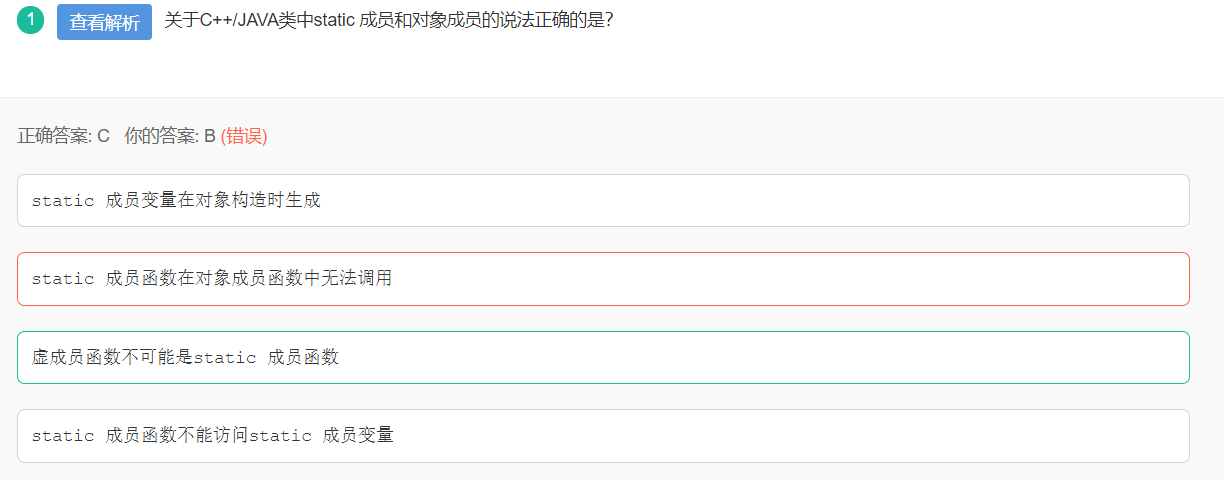 1 查看解析 关于C++/JAVA类中static 成员和对象成员的说法正确的是?
正确答案: C 你的答案: B (错误)
static 成员变量在对象构造时生成
static 成员函数在对象成员函数中无法调用
虚成员函数不可能是static 成员函数
static 成员函数不能访问static 成员变量